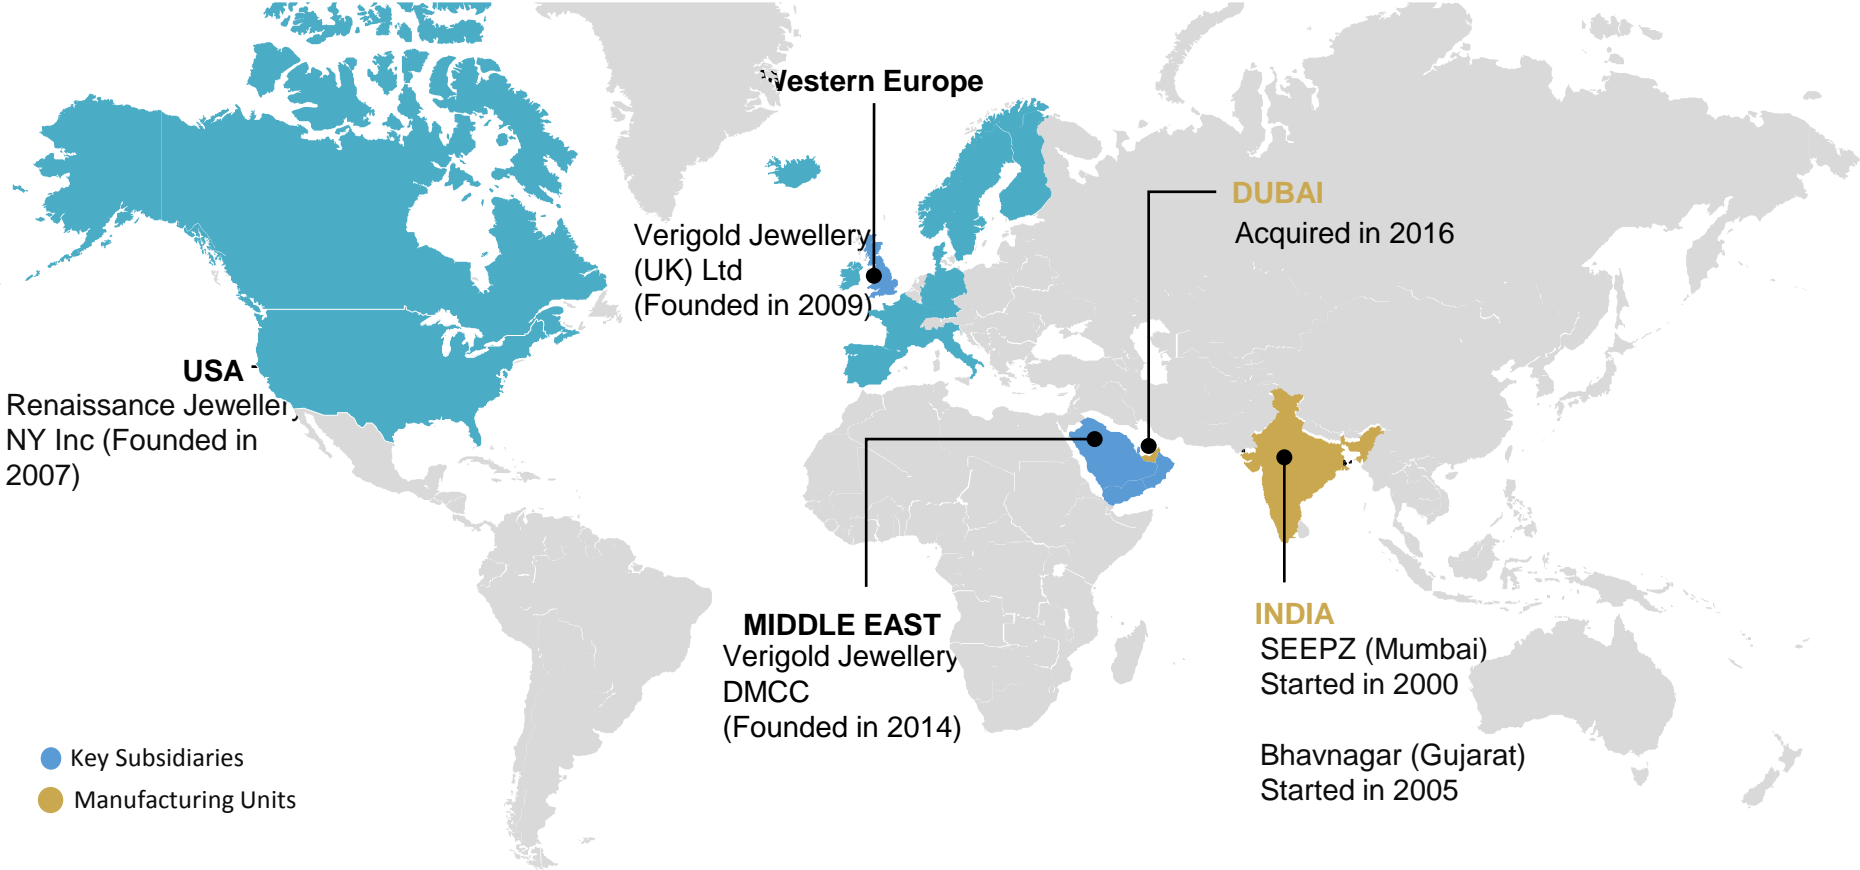 Western Europe
Verigold Jewellery
(UK) Ltd
(Founded in 2009)
DUBAI
Acquired in 2016
USA
Renaissance Jewellery
NY Inc (Founded in
2007)
MIDDLE EAST
Verigold Jewellery
DMCC
(Founded in 2014)
INDIA
SEEPZ (Mumbai)
Started in 2000
Bhavnagar (Gujarat)
Started in 2005
Key Subsidiaries
Manufacturing Units